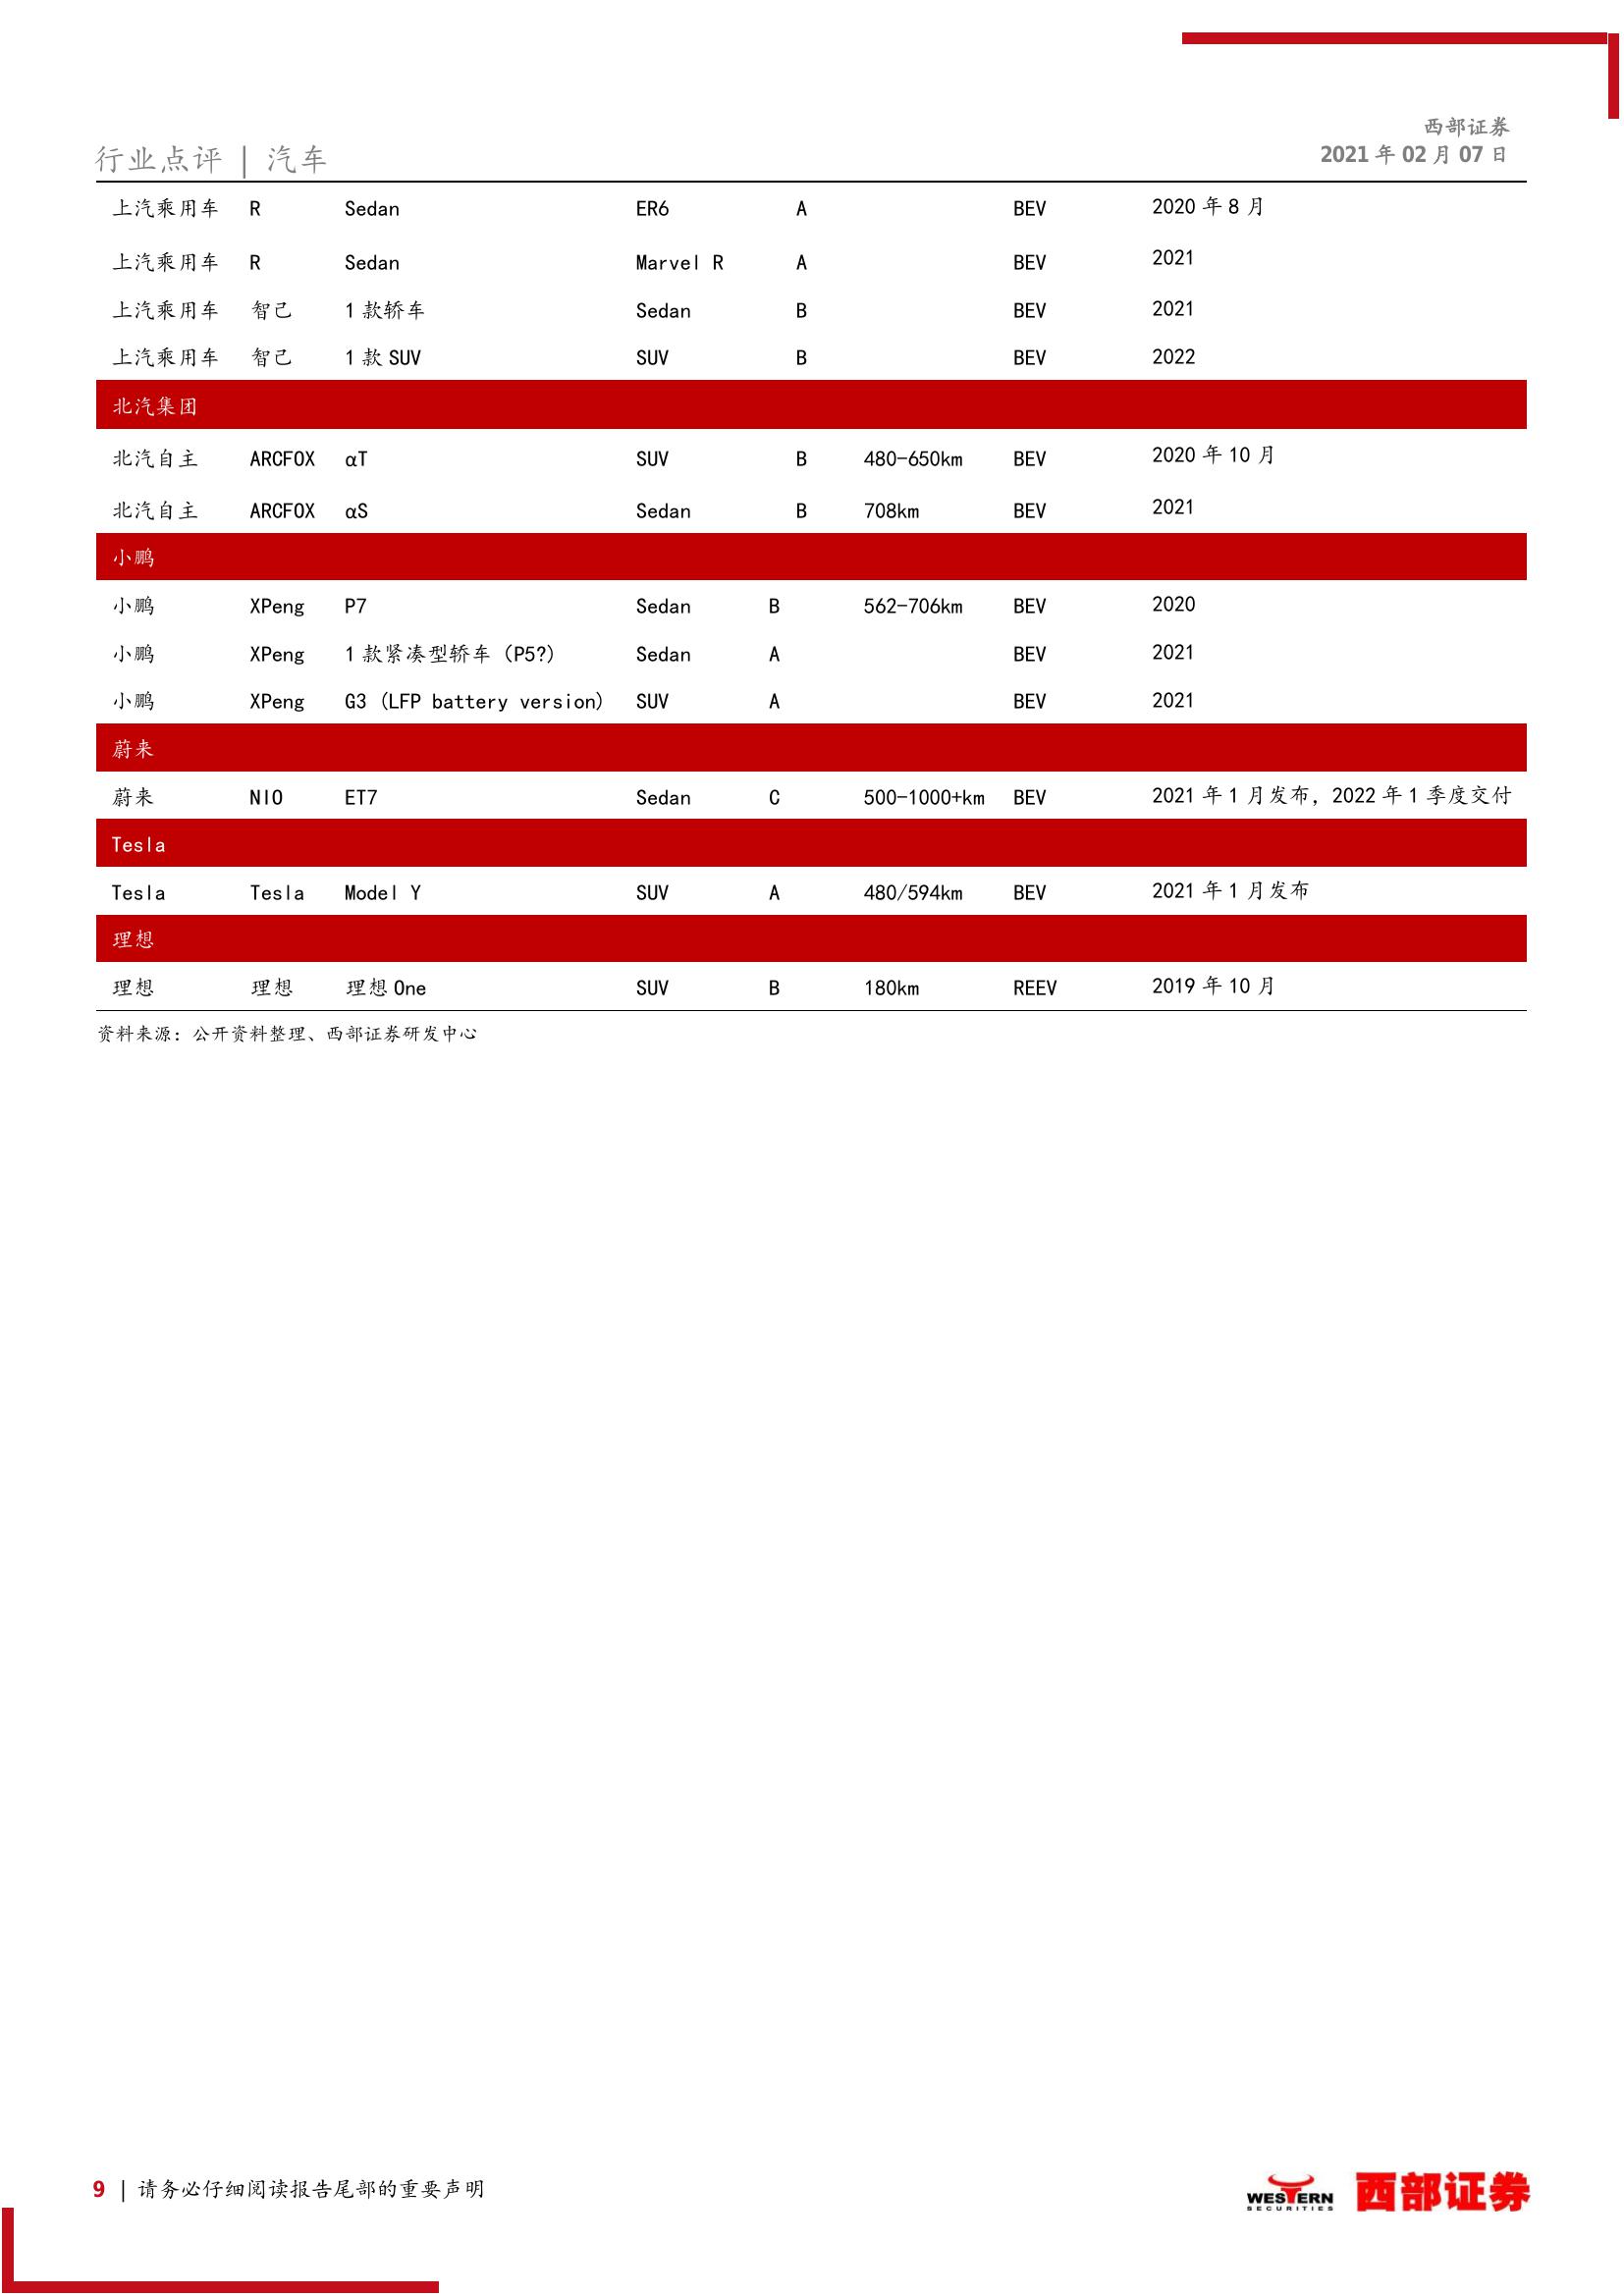 西部证券
行业点评 | 汽车
2021 年 02 月 07 日
上汽乘用车 R Sedan ER6 A BEV 2020 年 8 月
上汽乘用车 R Sedan Marvel R A BEV 2021
上汽乘用车 智己 1 款轿车 Sedan B BEV 2021
上汽乘用车 智己 1 款 SUV SUV B BEV 2022
北汽集团
北汽自主 ARCFOX αT SUV B 480-650km BEV 2020 年 10 月
北汽自主 ARCFOX αS Sedan B 708km BEV 2021
小鹏
小鹏 XPeng P7 Sedan B 562-706km BEV 2020
小鹏 XPeng 1 款紧凑型轿车（P5?） Sedan A BEV 2021
小鹏 XPeng G3 (LFP battery version) SUV A BEV 2021
蔚来
蔚来 NIO ET7 Sedan C 500-1000+km BEV 2021 年 1 月发布，2022 年 1 季度交付
Tesla
Tesla Tesla Model Y SUV A 480/594km BEV 2021 年 1 月发布
理想
理想 理想 理想 One SUV B 180km REEV 2019 年 10 月
资料来源：公开资料整理、西部证券研发中心
9 | 请务必仔细阅读报告尾部的重要声明
WESTERN
SECURITIES
西部证券